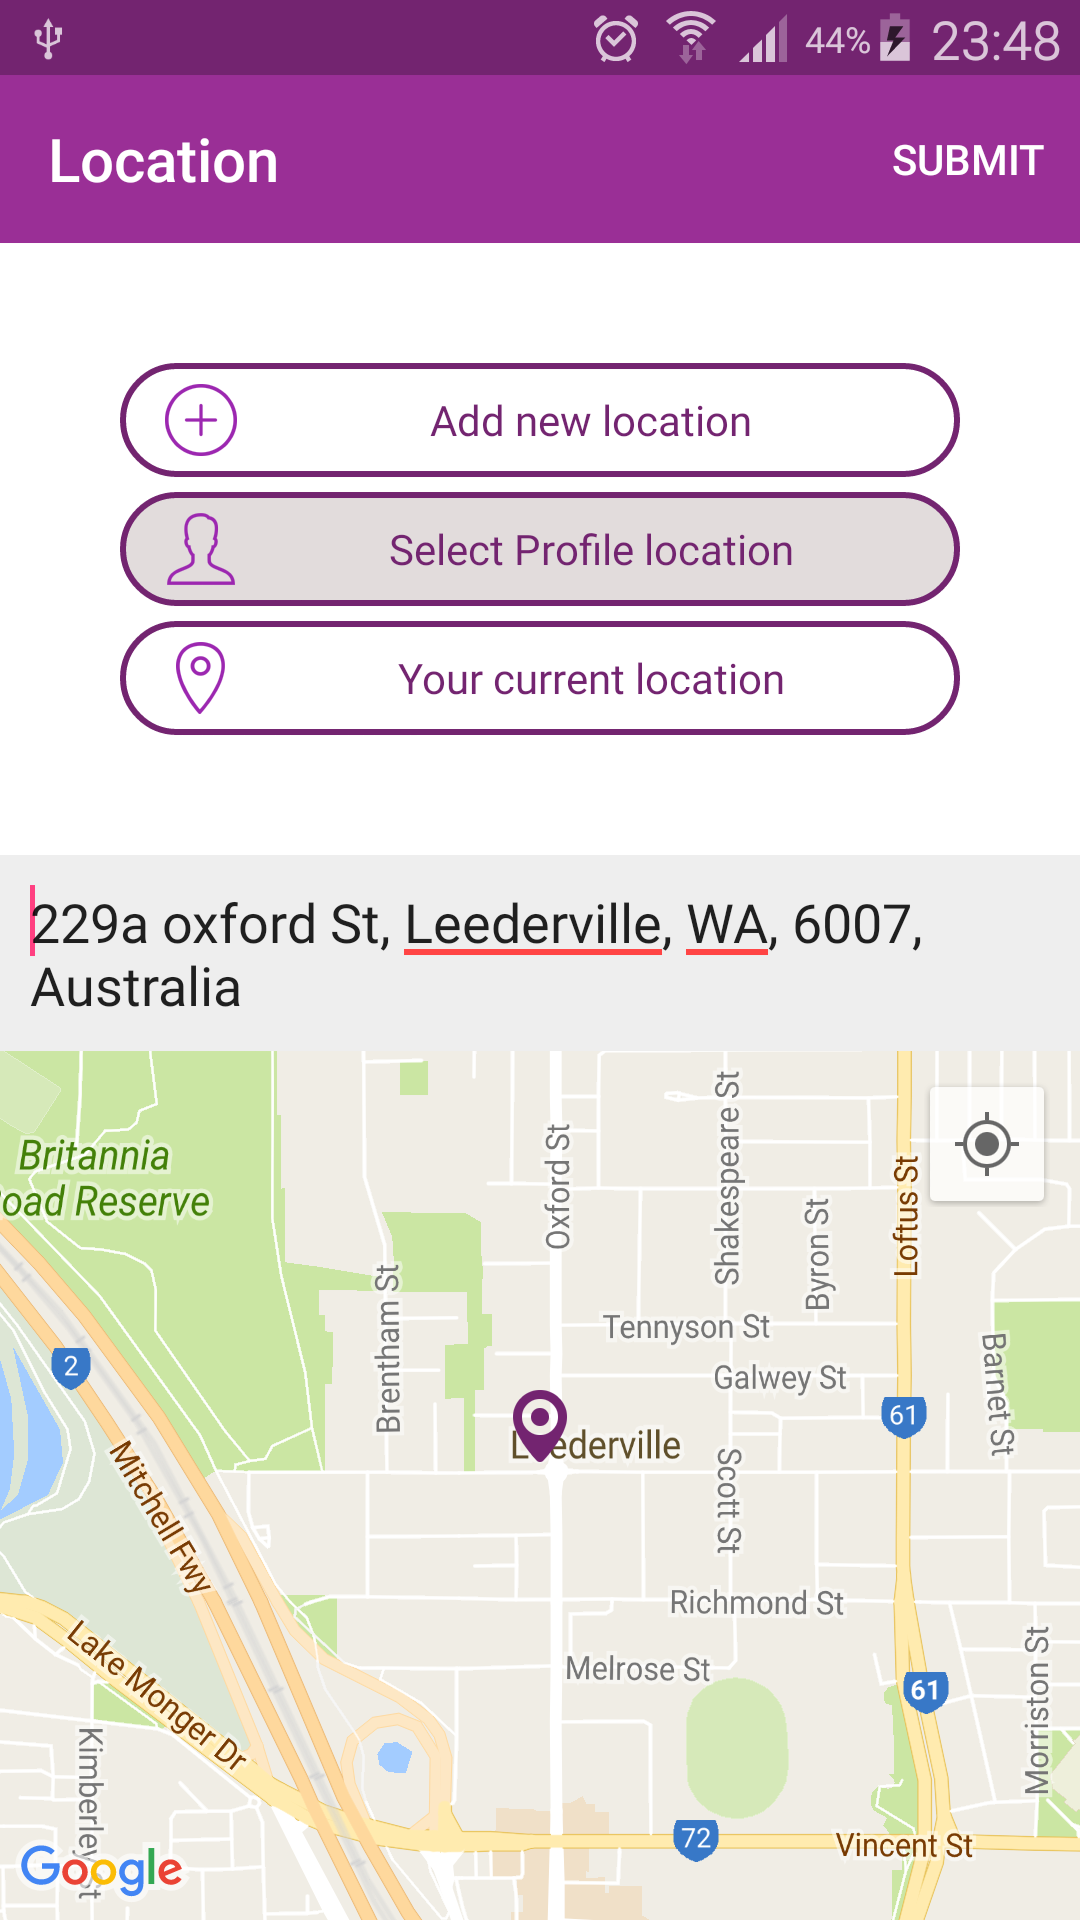 44% 23:48
Location
SUBMIT
Add new location
Select Profile location
Your current location
229a oxford St, Leederville, WA, 6007,
Australia
Britannia
oad Reserve
Oxford St
Shakespeare St
Byron St
Loftus St
Brentham St
Tennyson St
Galwey St
Barnet St
2
61
Leederville
Mitchell Fwy
Scott St
Richmond St
Lake Monger Dr
Melrose St
61
Morriston St
Kimberley St
72
Vincent St
Google